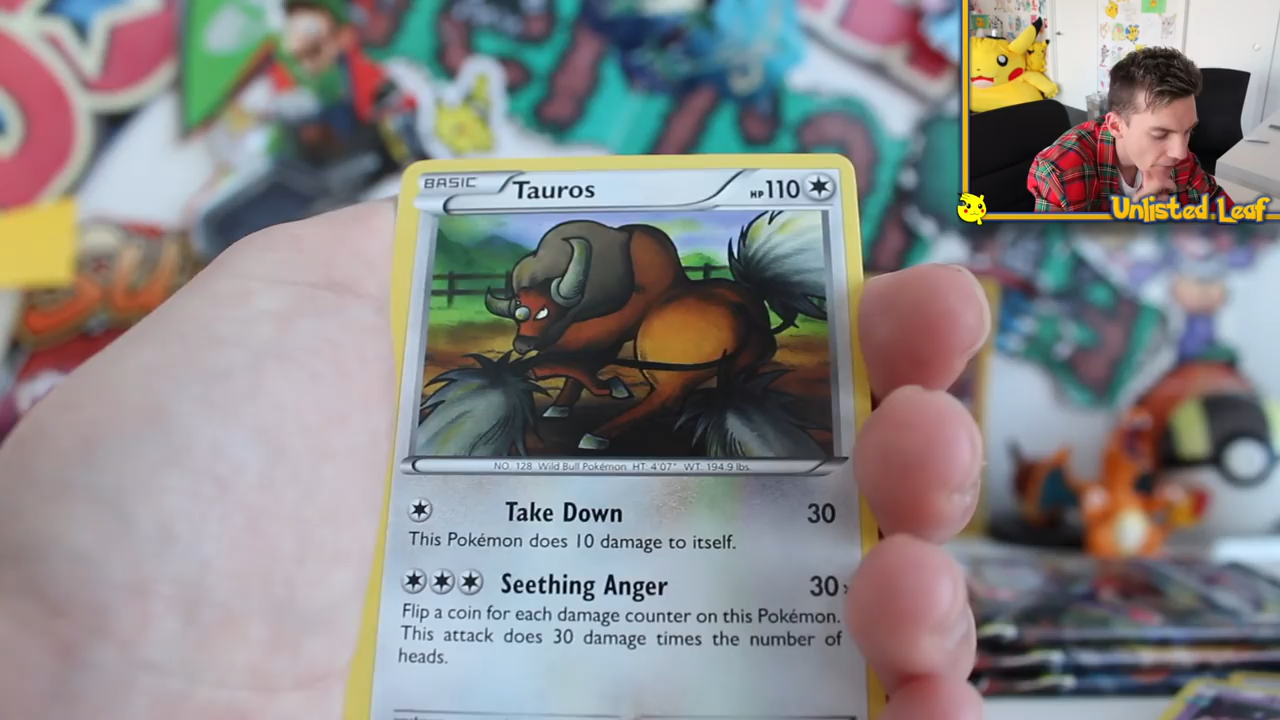 BASIC
Tauros
HP110
NO. 128 Wild Bull Pokémon HT. 4'07" WT. 194.9 lbs.
Take Down 30
This Pokémon does 10 damage to itself.
Seething Anger 30×
Flip a coin for each damage counter on this Pokémon.
This attack does 30 damage times the number of
heads.
Unlisted.Leaf